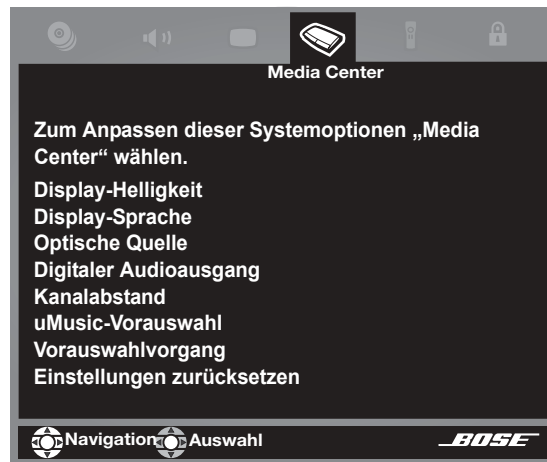 Media Center
Zum Anpassen dieser Systemoptionen „Media
Center“ wählen.
Display-Helligkeit
Display-Sprache
Optische Quelle
Digitaler Audioausgang
Kanalabstand
uMusic-Vorauswahl
Vorauswahlvorgang
Einstellungen zurücksetzen
Navigation Auswahl BOSE